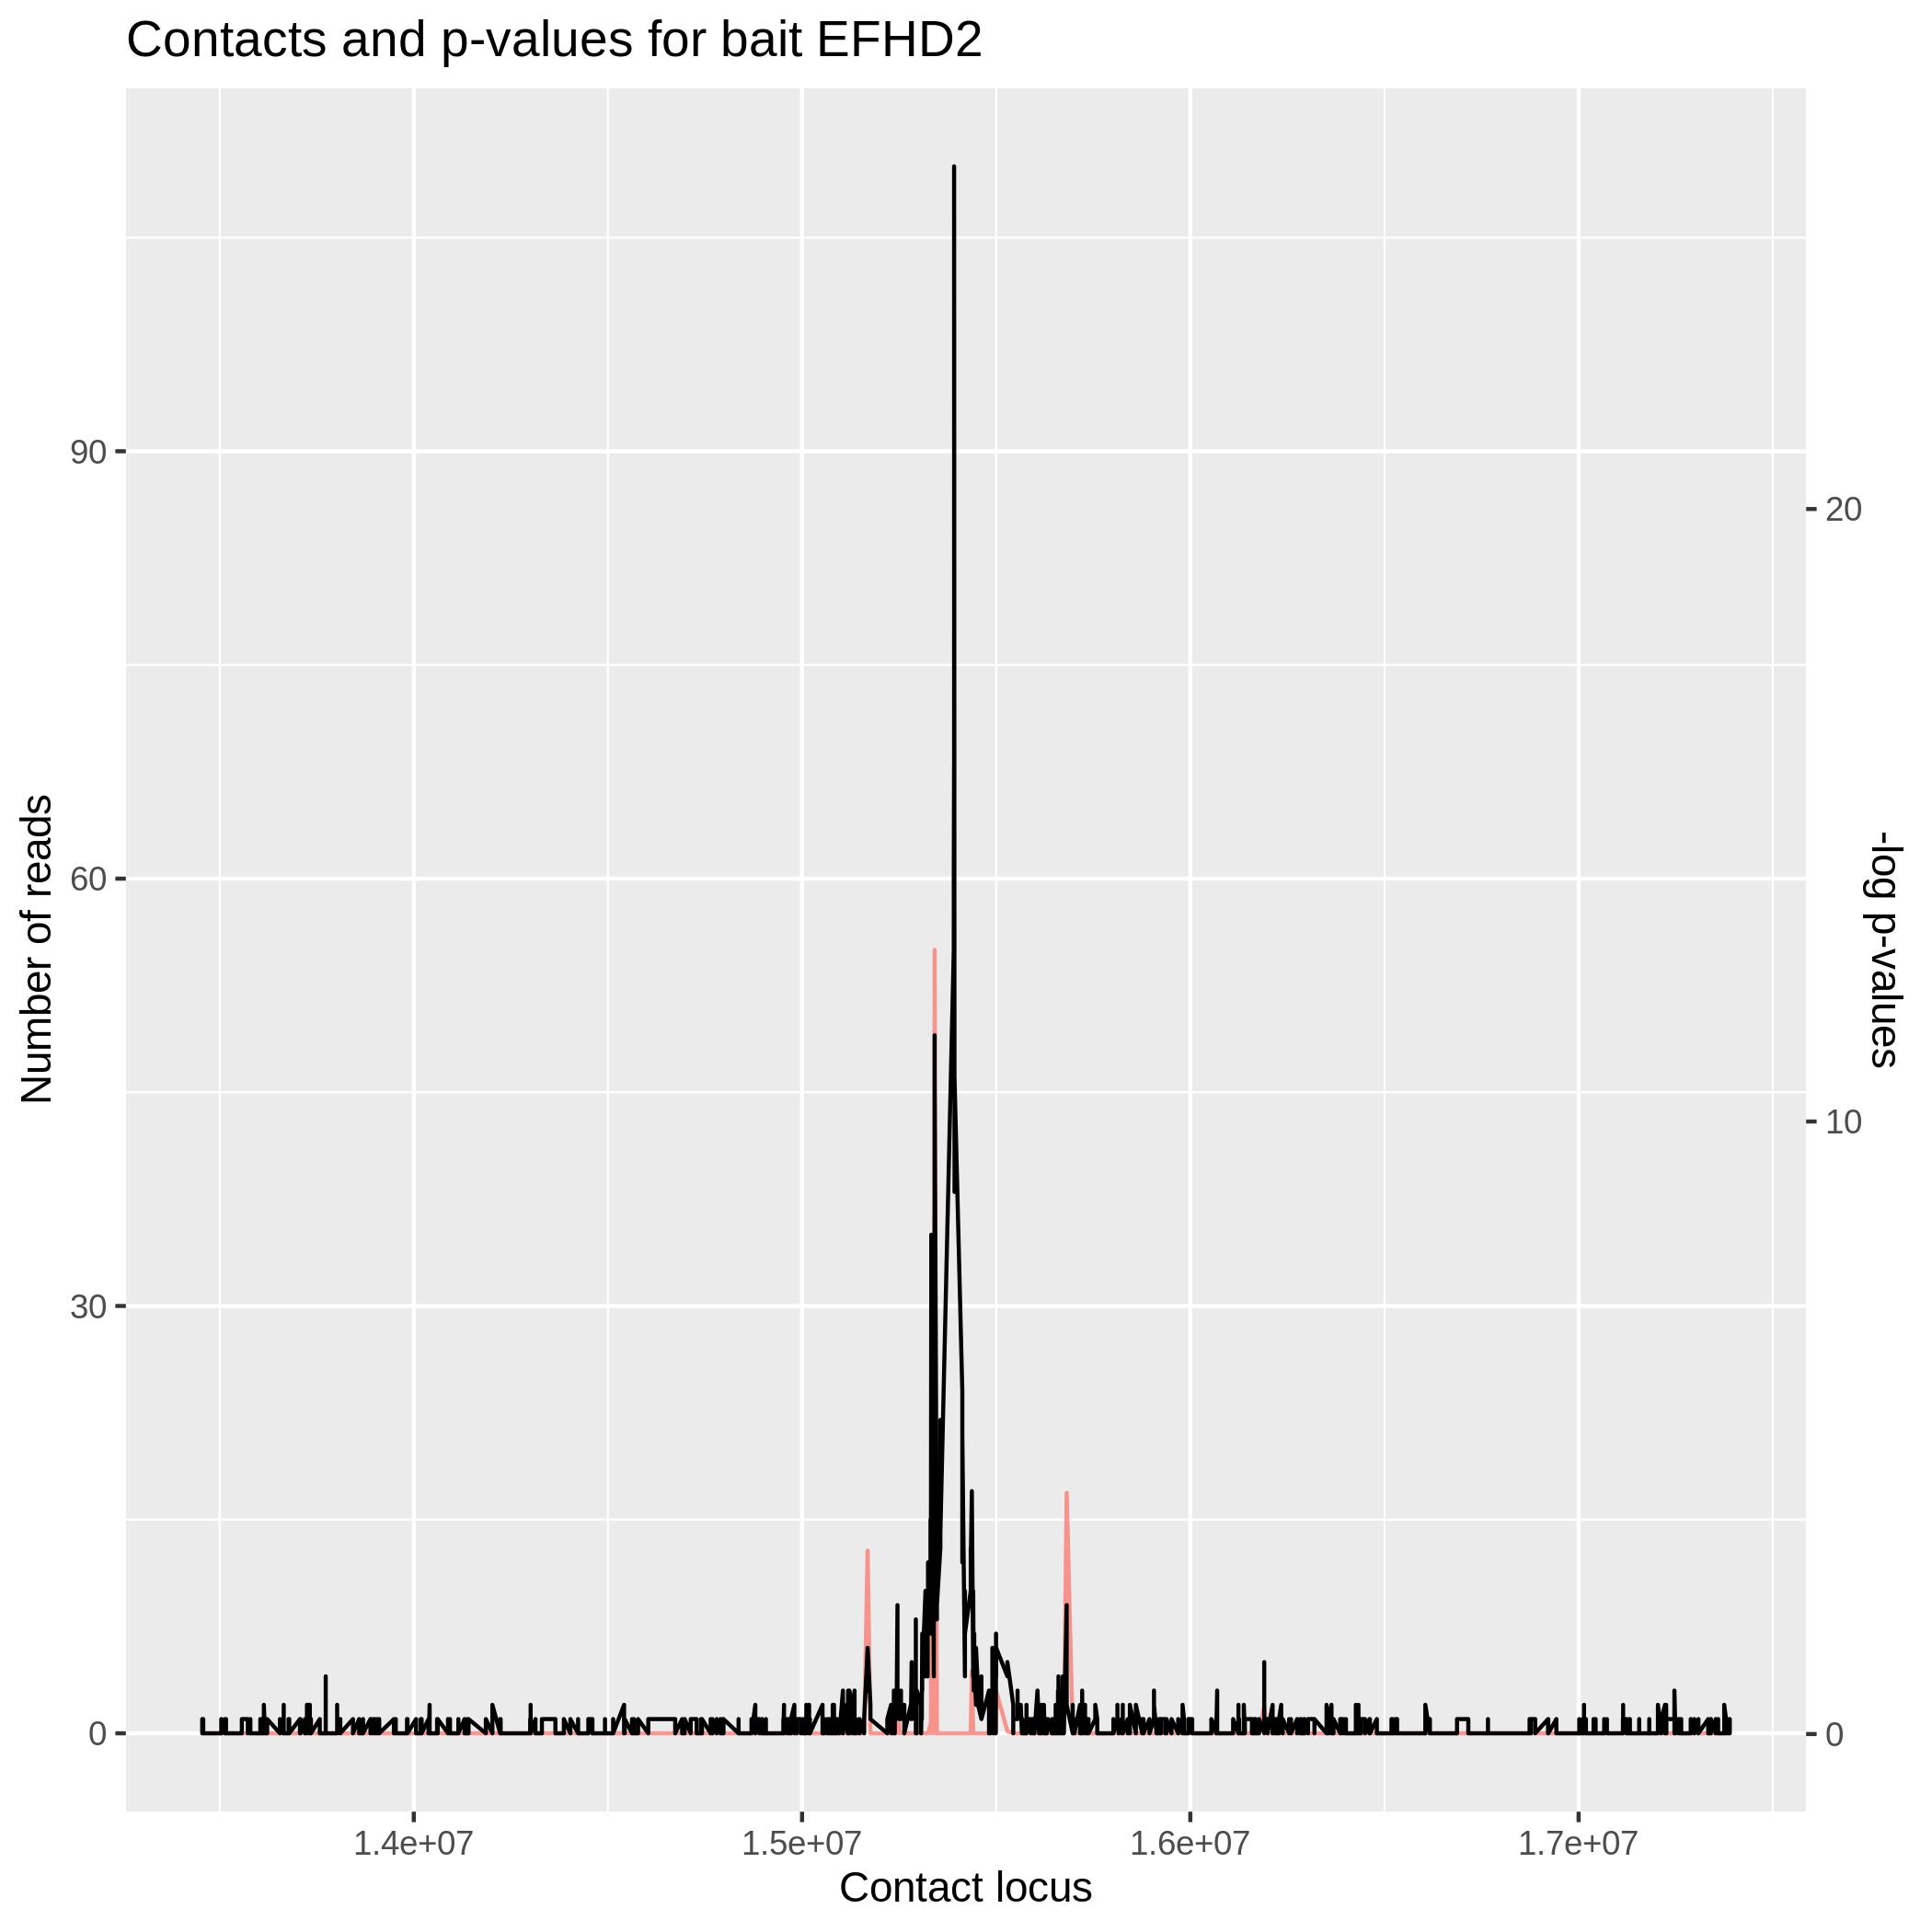 Contacts and p-values for bait EFHD2
Number of reads
90
60
30
0
20
10
0
-log p-values
1.4e+07 1.5e+07 1.6e+07 1.7e+07
Contact locus